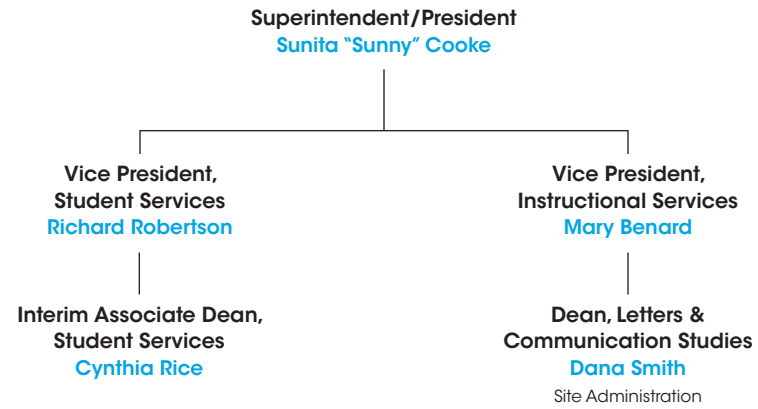 Superintendent/President
Sunita “Sunny” Cooke
Vice President,
Student Services
Richard Robertson
Vice President,
Instructional Services
Mary Benard
Interim Associate Dean,
Student Services
Cynthia Rice
Dean, Letters &
Communication Studies
Dana Smith
Site Administration